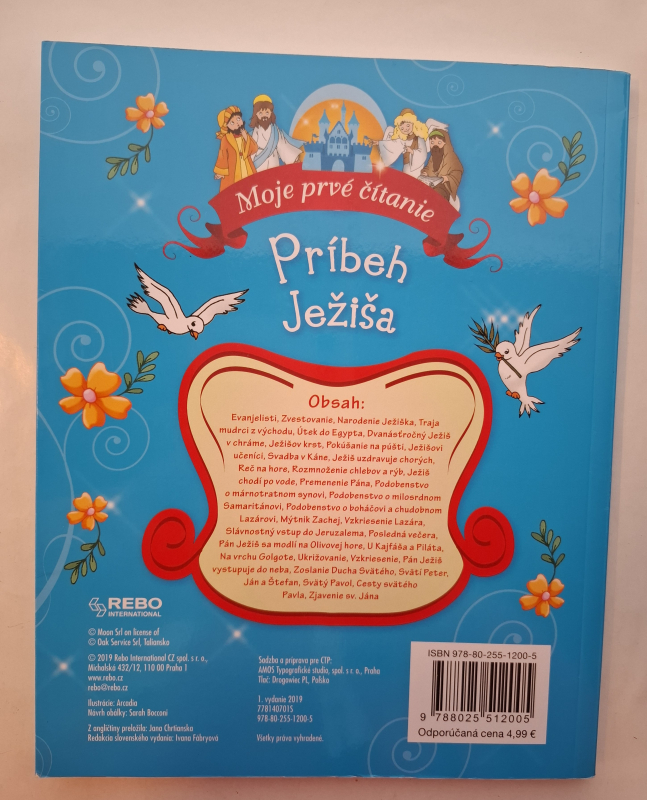 Moje prvé čítanie
Príbeh
Ježiša
Obsah:
Evanjelisti, Zvestovanie, Narodenie Ježiška, Traja
mudrci z východu, Útek do Egypta, Dvanásťročný Ježiš
v chráme, Ježišov krst, Pokúšanie na púšti, Ježišovi
učeníci, Svadba v Káne, Ježiš uzdravuje chorých,
Reč na hore, Rozmnoženie chlebov a rýb, Ježiš
chodí po vode, Premenenie Pána, Podobenstvo
o márnotratnom synovi, Podobenstvo o milosrdnom
Samaritánovi, Podobenstvo o boháčovi a chudobnom
Lazárovi, Mýtnik Zachej, Vzkriesenie Lazára,
Slávnostný vstup do Jeruzalema, Posledná večera,
Pán Ježiš sa modlí na Olivovej hore, U Kajfáša a Piláta,
Na vrchu Golgote, Ukrižovanie, Vzkriesenie, Pán Ježiš
vystupuje do neba, Zoslanie Ducha Svätého, Svätí Peter,
Ján a Štefan, Svätý Pavol, Cesty svätého
Pavla, Zjavenie sv. Jána
REBO
INTERNATIONAL
© Moon Srl on license of
© Oak Service Srl, Taliansko
© 2019 Rebo International CZ spol. s r. o.,
Michalská 432/12, 110 00 Praha 1
www.rebo.cz
rebo@rebo.cz
Ilustrácie: Arcadia
Návrh obálky: Sarah Bocconi
Z angličtiny preložila: Jana Chrtianska
Redakcia slovenského vydania: Ivana Fábryová
Sadzba a príprava pre CTP:
AMOS Typografické studio, spol. s r. o., Praha
Tlač: Drogowiec PL, Poľsko
1. vydanie 2019
7781407015
978-80-255-1200-5
Všetky práva vyhradené.
ISBN 978-80-255-1200-5
9 788025 512005
Odporúčaná cena 4,99 €